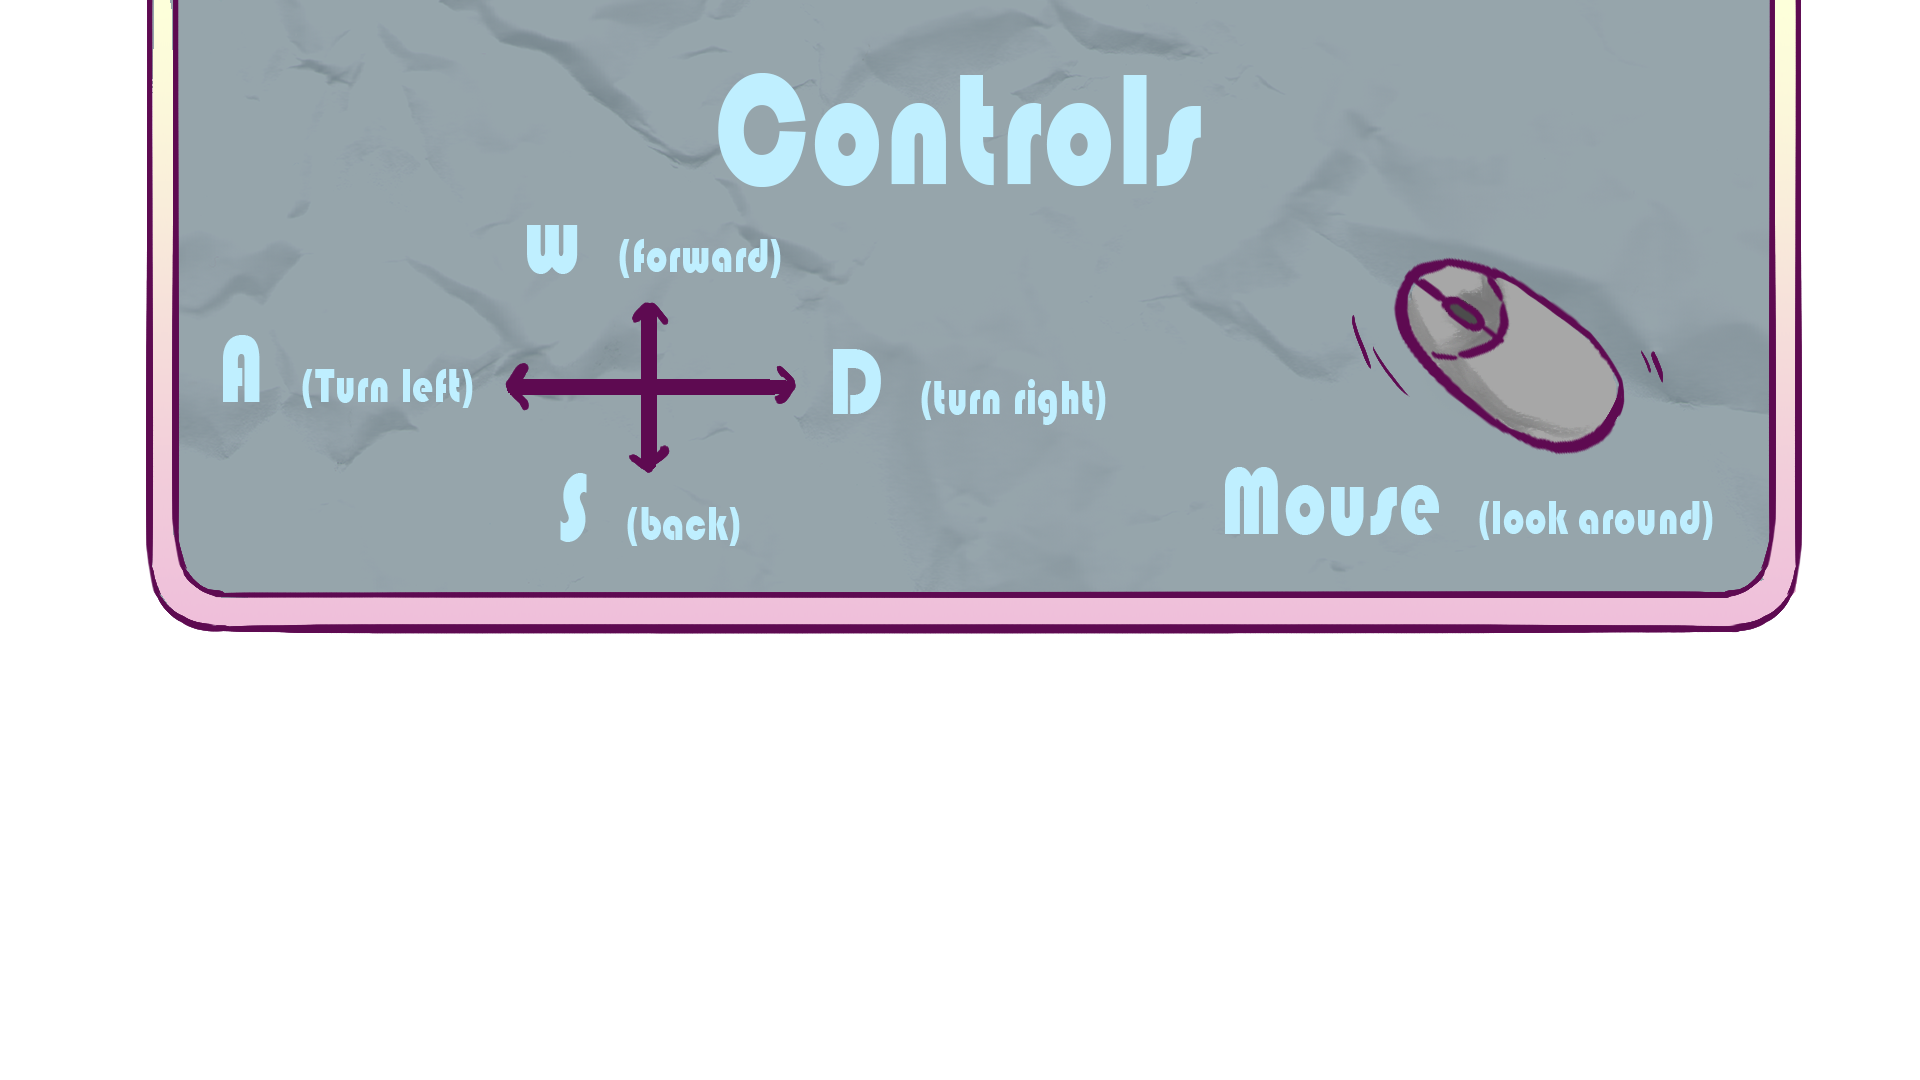 Controls
W (forward)
A (Turn left)
D (turn right)
S (back)
Mouse (look around)